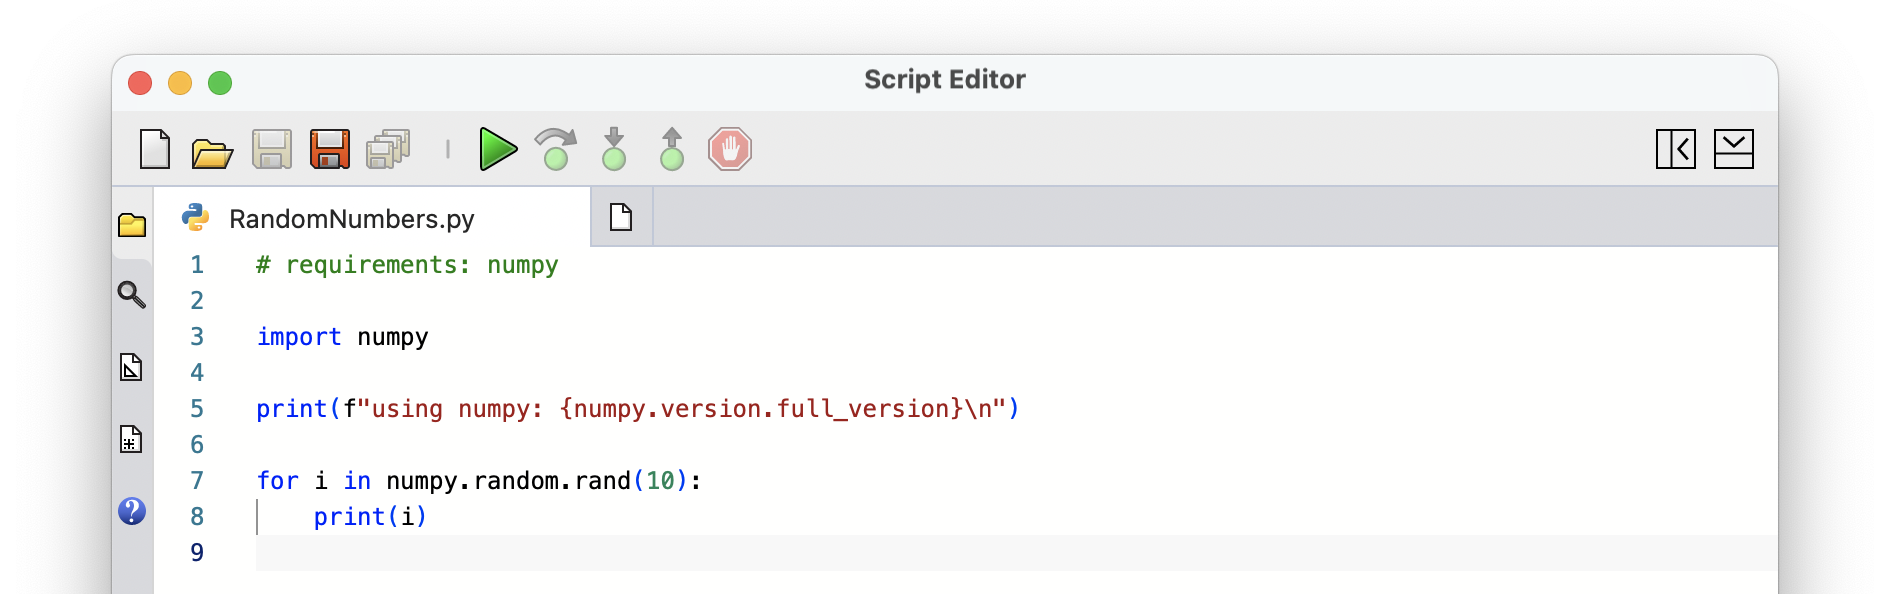 Script Editor
RandomNumbers.py
1 # requirements: numpy
2
3 import numpy
4
5 print(f"using numpy: {numpy.version.full_version}\n")
6
7 for i in numpy.random.rand(10):
8     print(i)
9